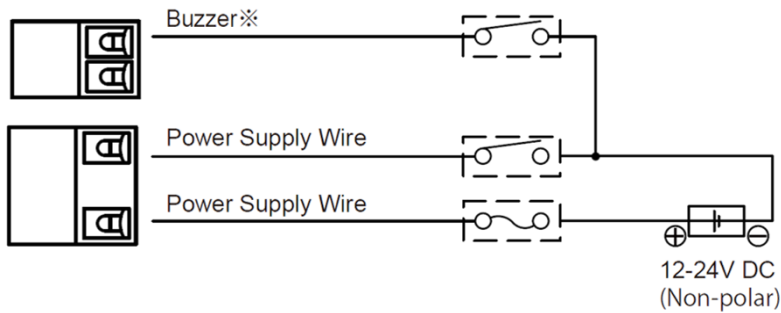 Buzzer※
Power Supply Wire
Power Supply Wire
⊕ ⊖
12-24V DC
(Non-polar)